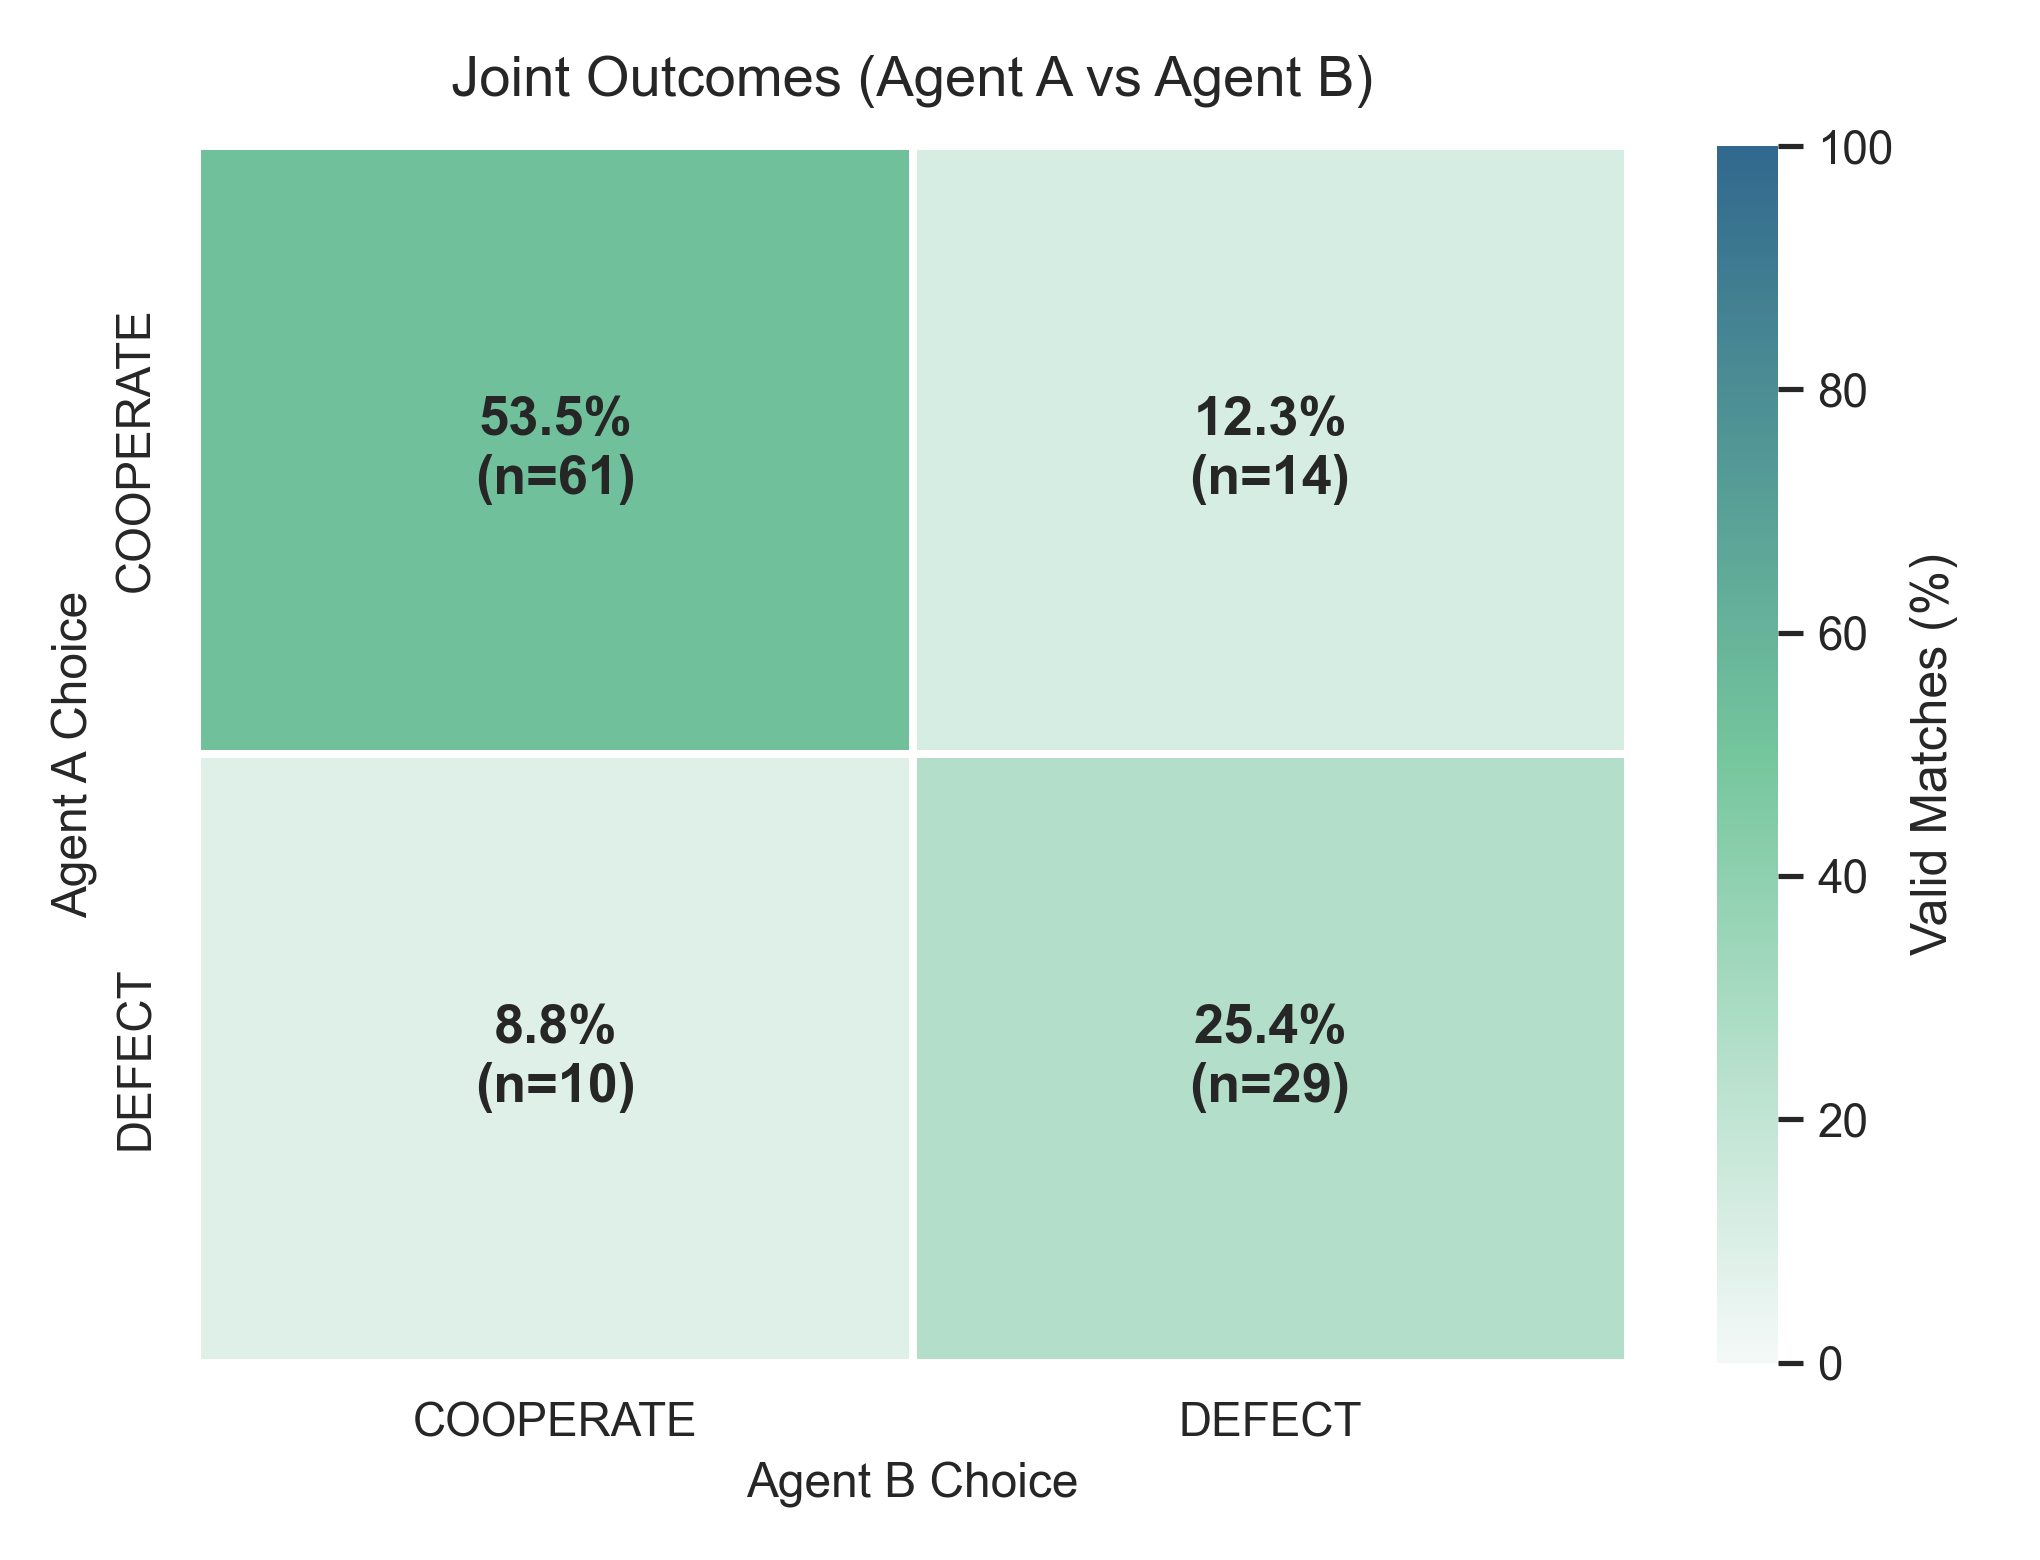 Joint Outcomes (Agent A vs Agent B)
Agent A Choice
COOPERATE
DEFECT
53.5%
(n=61)
12.3%
(n=14)
8.8%
(n=10)
25.4%
(n=29)
COOPERATE
DEFECT
Agent B Choice
100
80
60
40
20
0
Valid Matches (%)